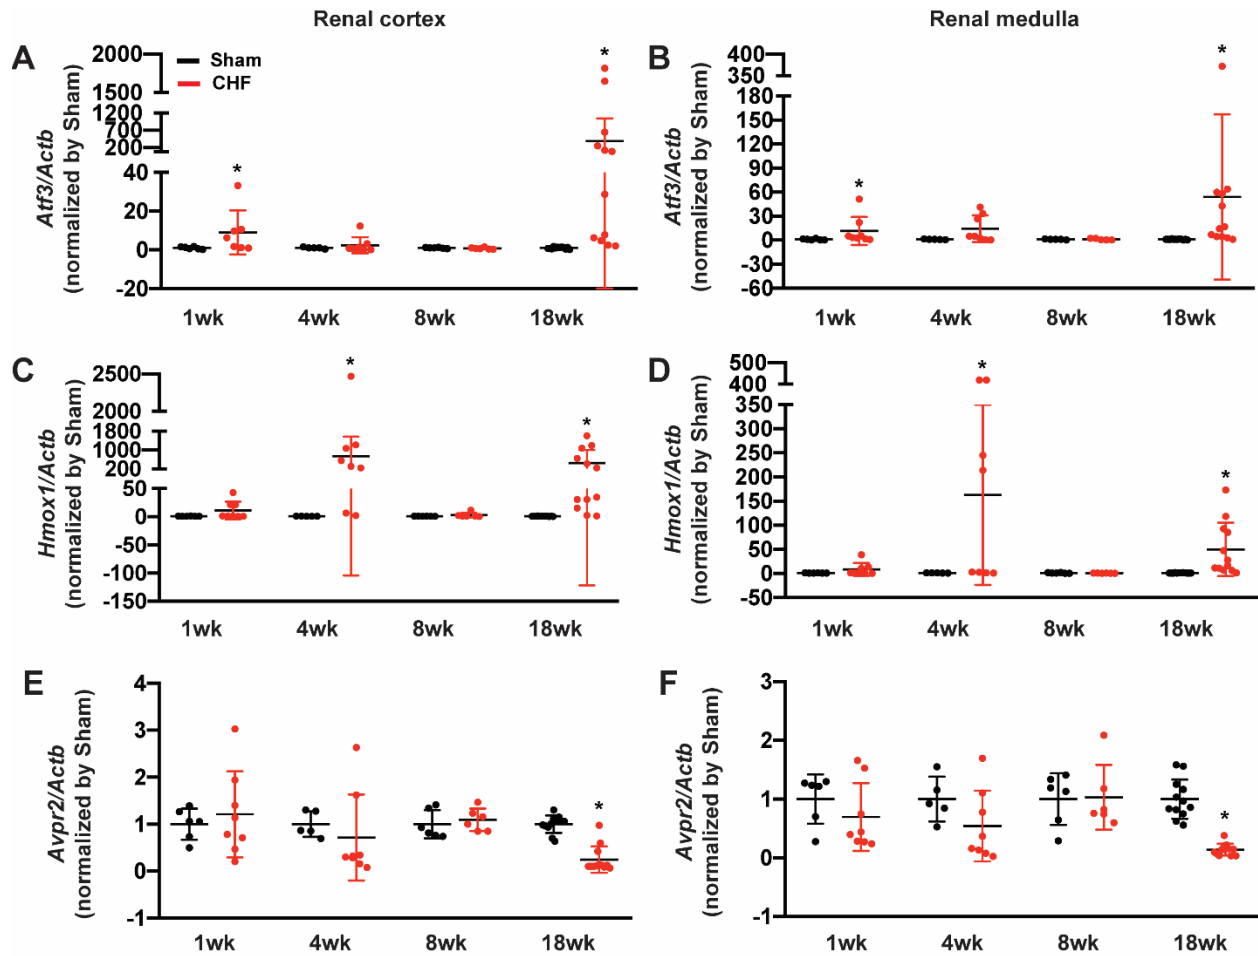 Renal cortex
Renal medulla
A
Atf3/Actb
(normalized by Sham)
Sham
CHF
2000
1500
1200
700
200
40
20
0
-20
*
*
1wk
4wk
8wk
18wk
B
Atf3/Actb
(normalized by Sham)
400
350
180
150
120
90
60
30
0
-30
-60
*
*
1wk
4wk
8wk
18wk
C
Hmox1/Actb
(normalized by Sham)
2500
2000
1800
1000
200
50
0
-50
-100
-150
*
*
1wk
4wk
8wk
18wk
D
Hmox1/Actb
(normalized by Sham)
500
400
350
300
250
200
150
100
50
0
-50
*
*
1wk
4wk
8wk
18wk
E
Avpr2/Actb
(normalized by Sham)
4
3
2
1
0
-1
*
1wk
4wk
8wk
18wk
F
Avpr2/Actb
(normalized by Sham)
3
2
1
0
-1
*
1wk
4wk
8wk
18wk